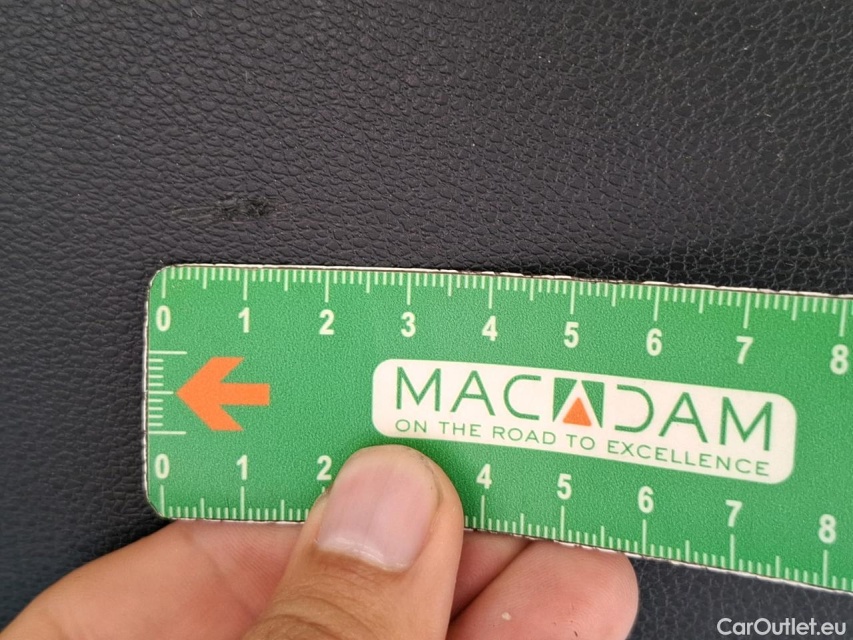 0 1 2 3 4 5 6 7 8
MACADAM
ON THE ROAD TO EXCELLENCE
0 1 2 4 5 6 7 8
CarOutlet.eu